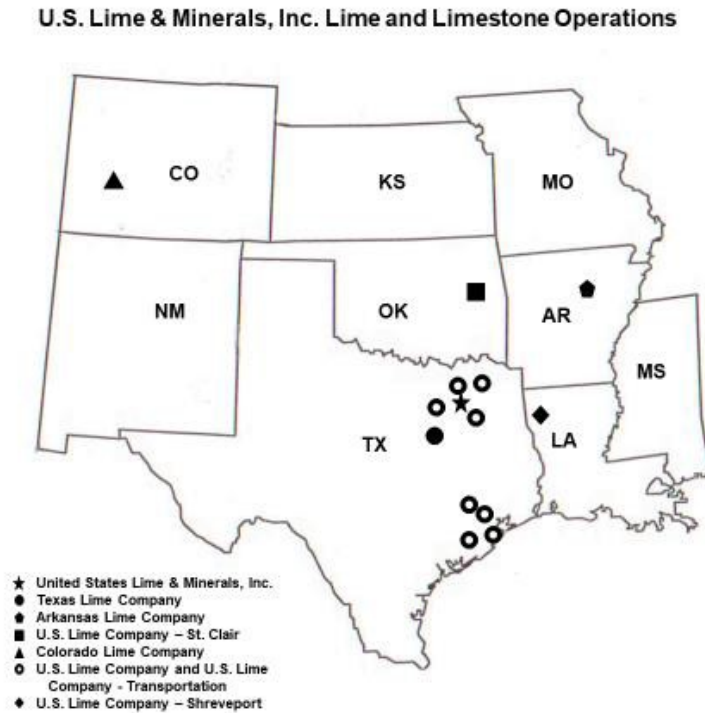 U.S. Lime & Minerals, Inc. Lime and Limestone Operations
CO
KS
MO
NM
OK
AR
MS
TX
LA
United States Lime & Minerals, Inc.
Texas Lime Company
Arkansas Lime Company
U.S. Lime Company – St. Clair
Colorado Lime Company
U.S. Lime Company and U.S. Lime
Company - Transportation
U.S. Lime Company – Shreveport